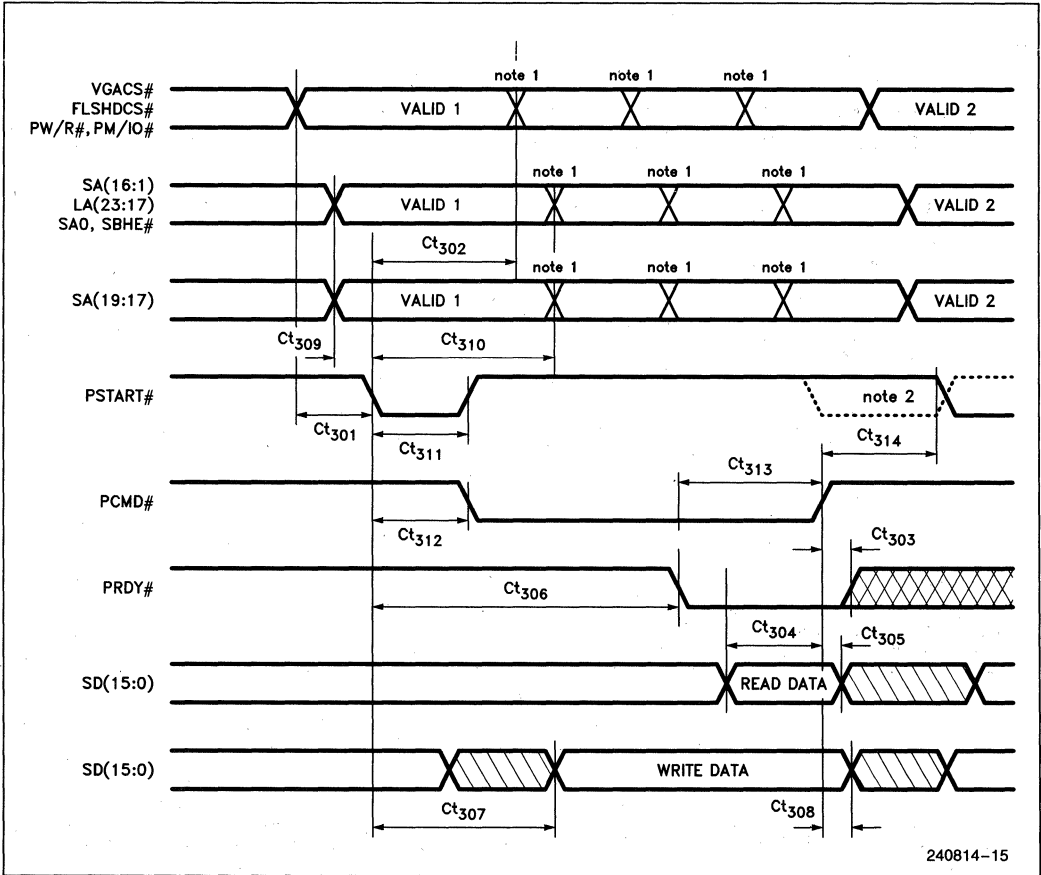 note 1 note 1 note 1
VGACS#
FLSHDCS# VALID 1 VALID 2
PW/R#, PM/IO#
note 1 note 1 note 1
SA(16:1)
LA(23:17) VALID 1 VALID 2
SA0, SBHE#
Ct302
note 1 note 1 note 1
SA(19:17) VALID 1 VALID 2
Ct309 Ct310
PSTART# note 2
Ct301 Ct311 Ct314
Ct313
PCMD#
Ct312 Ct303
PRDY#
Ct306
Ct304 Ct305
SD(15:0) READ DATA
SD(15:0) WRITE DATA
Ct307 Ct308
240814-15